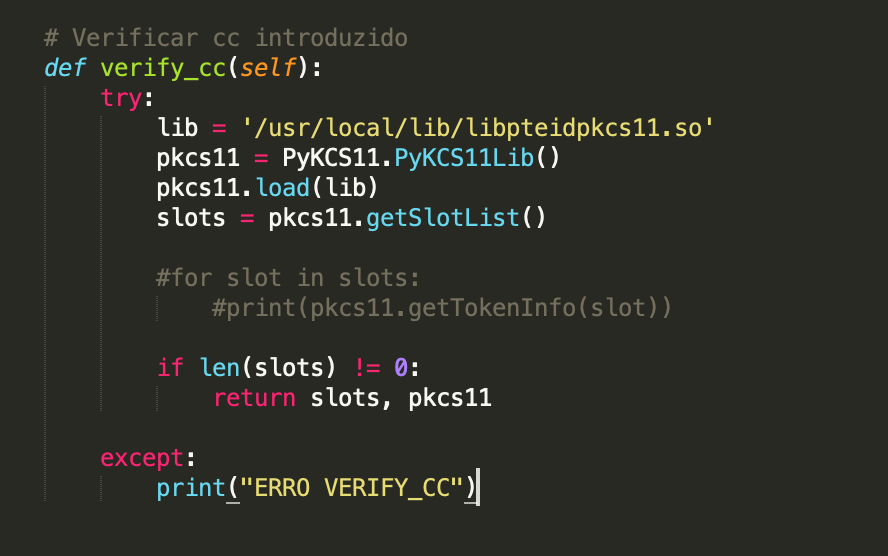 # Verificar cc introduzido
def verify_cc(self):
    try:
        lib = '/usr/local/lib/libpteidpkcs11.so'
        pkcs11 = PyKCS11.PyKCS11Lib()
        pkcs11.load(lib)
        slots = pkcs11.getSlotList()

        #for slot in slots:
            #print(pkcs11.getTokenInfo(slot))

        if len(slots) != 0:
            return slots, pkcs11

    except:
        print("ERRO VERIFY_CC")